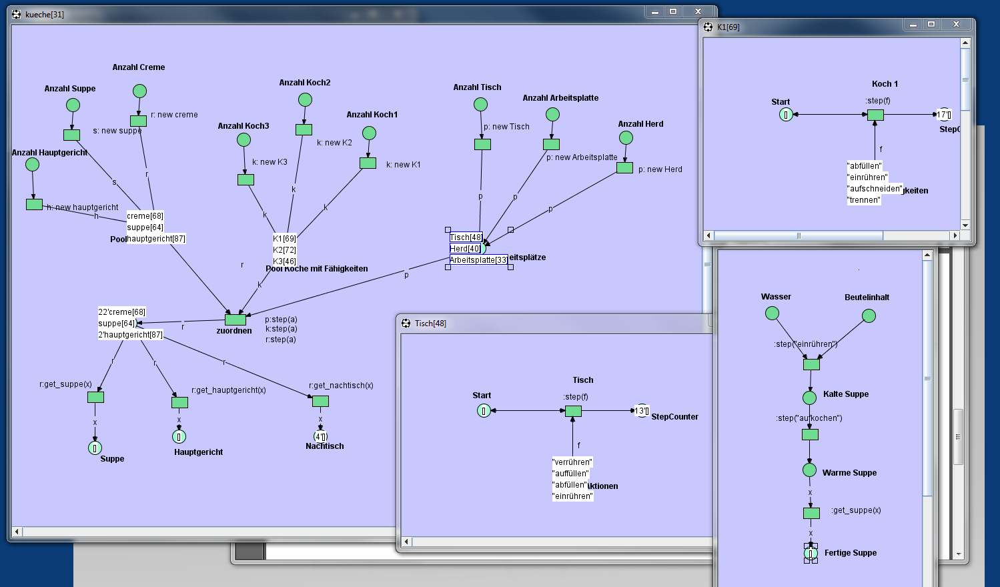 kueche[31]
Anzahl Creme
Anzahl Suppe
r: new creme
s: new suppe
Anzahl Hauptgericht
h: new hauptgericht
s
r
h
creme[68]
suppe[64]
hauptgericht[87]
Pool
Anzahl Koch2
Anzahl Koch1
Anzahl Koch3
k: new K2
k: new K3
k: new K1
k
k
k
K1[69]
K2[72]
K3[46]
Pool Köche mit Fähigkeiten
Anzahl Tisch
Anzahl Arbeitsplatte
Anzahl Herd
p: new Tisch
p: new Arbeitsplatte
p: new Herd
p
p
p
Tisch[48]
Herd[40]
Arbeitsplatte[33]
eitsplätze
r
k
p
22'creme[68]
suppe[64]
2'hauptgericht[87]
r
zuordnen
p:step(a)
k:step(a)
r:step(a)
r
r
r
r:get_suppe(x)
r:get_hauptgericht(x)
r:get_nachtisch(x)
x
x
x
[]
[]
4'[]
Suppe
Hauptgericht
Nachtisch
K1[69]
Koch 1
:step(f)
Start
[]
17'[]
StepC
f
"abfüllen"
"einrühren"
"aufschneiden"
"trennen"
gkeiten
Tisch[48]
Tisch
:step(f)
Start
[]
13'[]
StepCounter
f
"verrühren"
"auffüllen"
"abfüllen"
"einrühren"
Aktionen
Wasser
Beutelinhalt
:step("einrühren")
Kalte Suppe
:step("aufkochen")
Warme Suppe
x
:get_suppe(x)
x
[]
Fertige Suppe